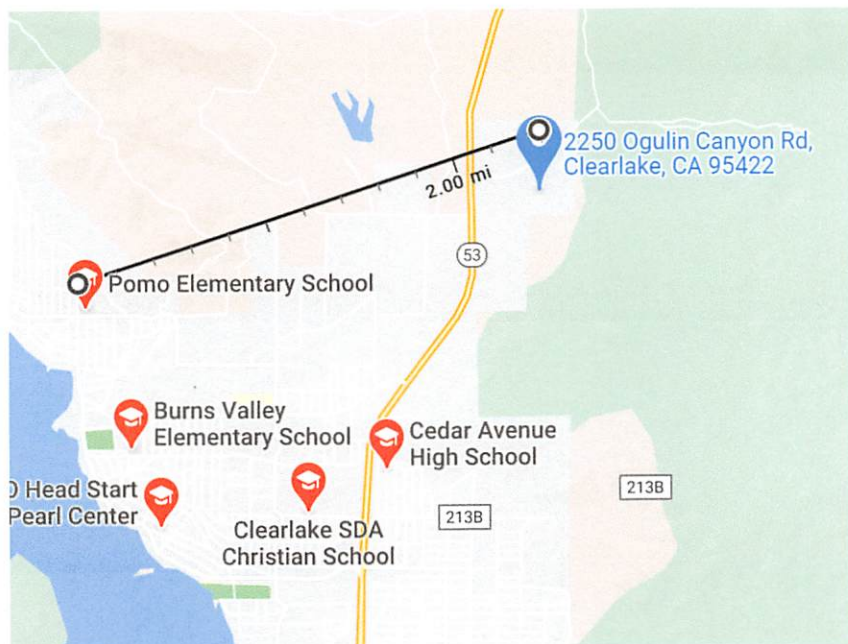 2250 Ogulin Canyon Rd,
Clearlake, CA 95422
2.00 mi
53
Pomo Elementary School
Burns Valley
Elementary School
Cedar Avenue
High School
Head Start
Pearl Center
213B
213B
Clearlake SDA
Christian School